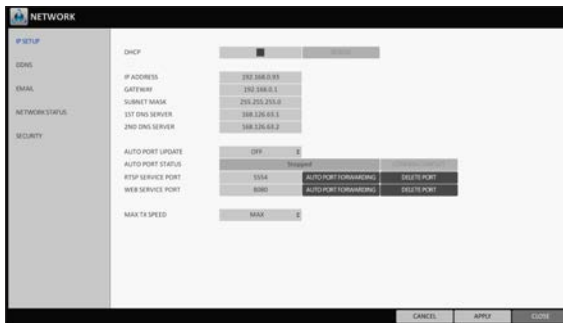 NETWORK
IP SETUP
DDNS
EMAIL
NETWORK STATUS
SECURITY
DHCP
IP ADDRESS 192.168.0.93
GATEWAY 192.168.0.1
SUBNET MASK 255.255.255.0
1ST DNS SERVER 168.126.63.1
2ND DNS SERVER 168.126.63.2
AUTO PORT UPDATE OFF
AUTO PORT STATUS Stopped
RTSP SERVICE PORT 5554 AUTO PORT FORWARDING DELETE PORT
WEB SERVICE PORT 8080 AUTO PORT FORWARDING DELETE PORT
MAX TX SPEED MAX
CANCEL APPLY CLOSE